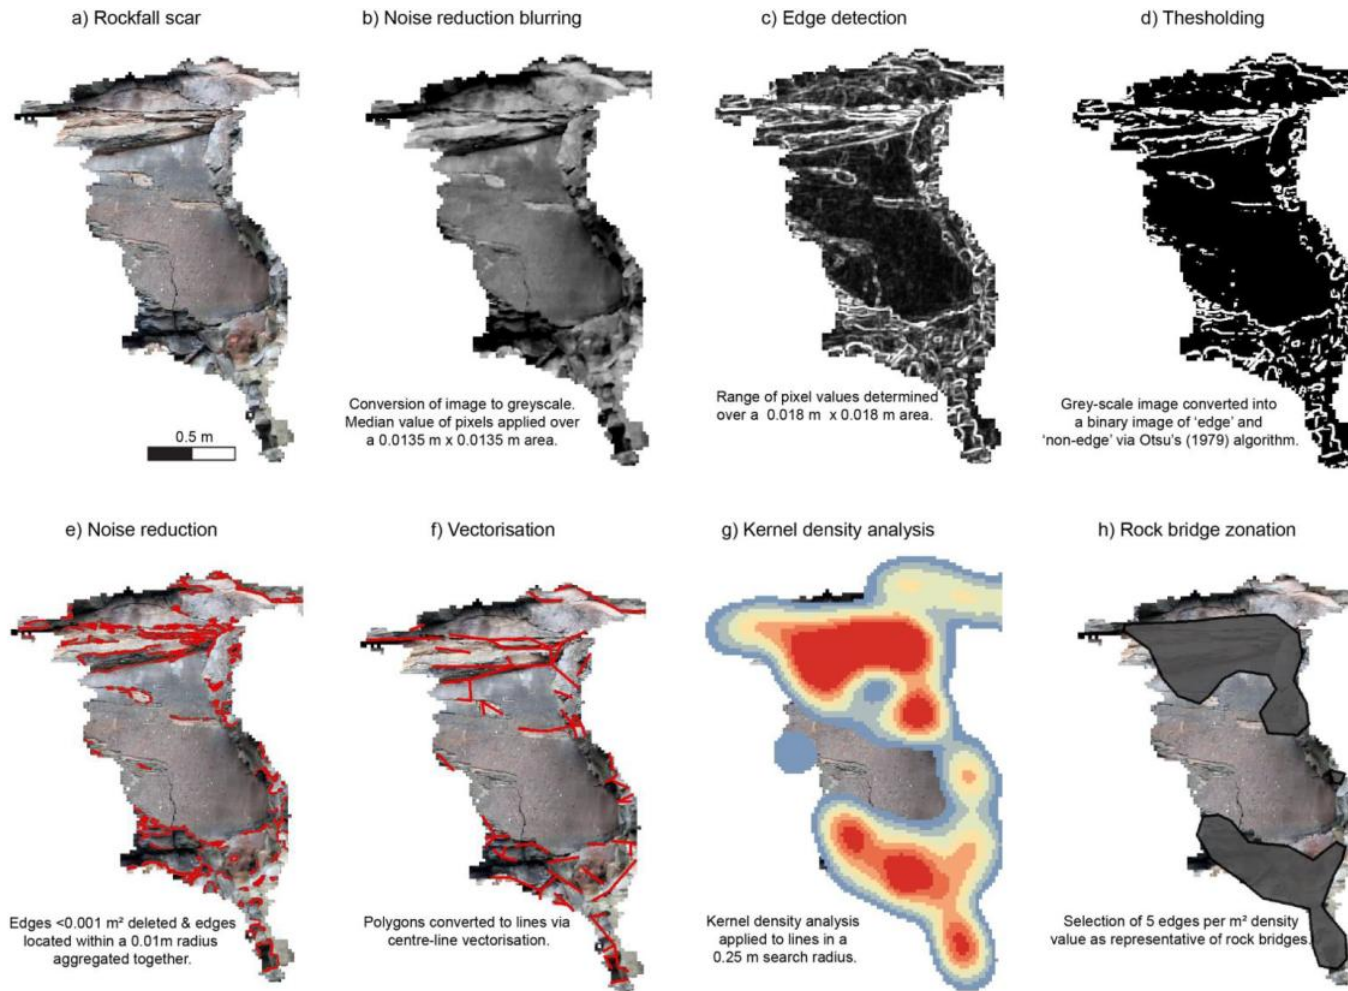 a) Rockfall scar
b) Noise reduction blurring
c) Edge detection
d) Thesholding
0.5 m
Conversion of image to greyscale.
Median value of pixels applied over
a 0.0135 m x 0.0135 m area.
Range of pixel values determined
over a 0.018 m x 0.018 m area.
Grey-scale image converted into
a binary image of ‘edge’ and
‘non-edge’ via Otsu's (1979) algorithm.
e) Noise reduction
f) Vectorisation
g) Kernel density analysis
h) Rock bridge zonation
Edges <0.001 m² deleted & edges
located within a 0.01m radius
aggregated together.
Polygons converted to lines via
centre-line vectorisation.
Kernel density analysis
applied to lines in a
0.25 m search radius.
Selection of 5 edges per m² density
value as representative of rock bridges.